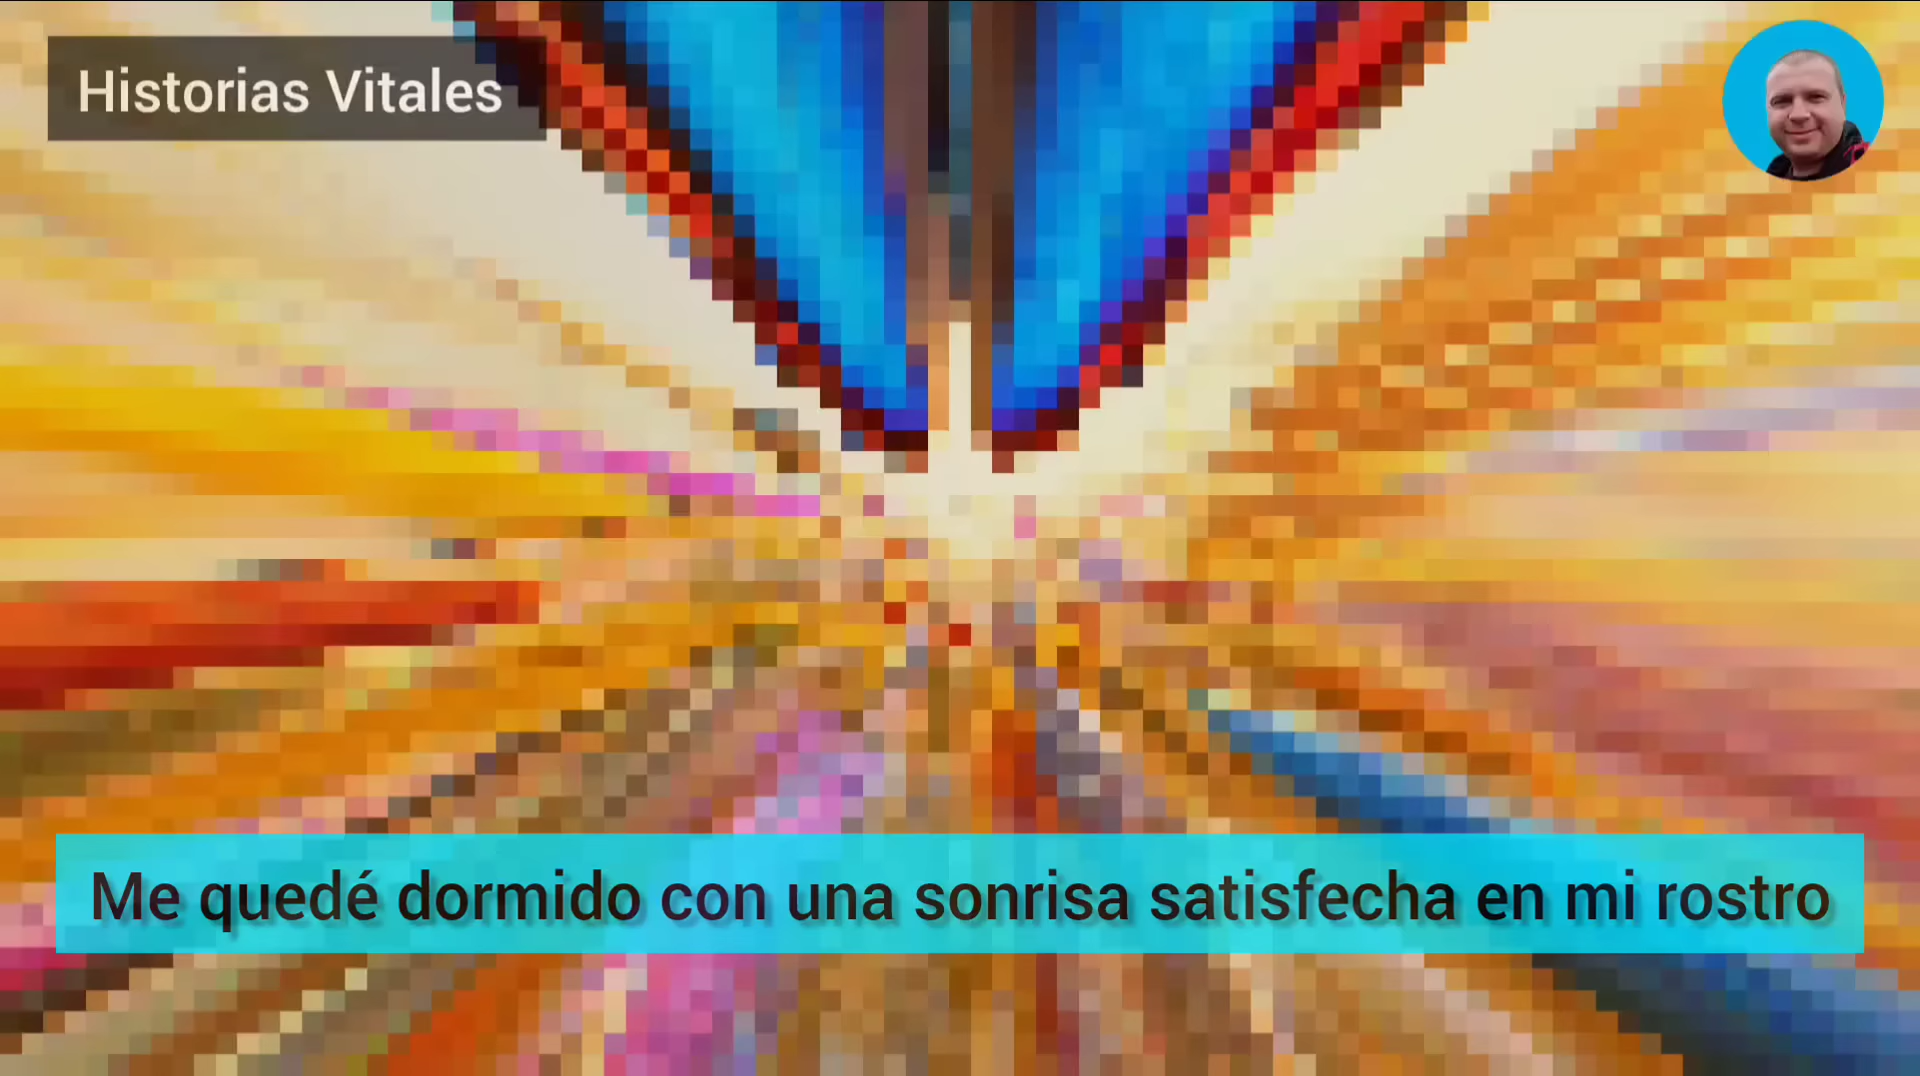 Historias Vitales
Me quedé dormido con una sonrisa satisfecha en mi rostro